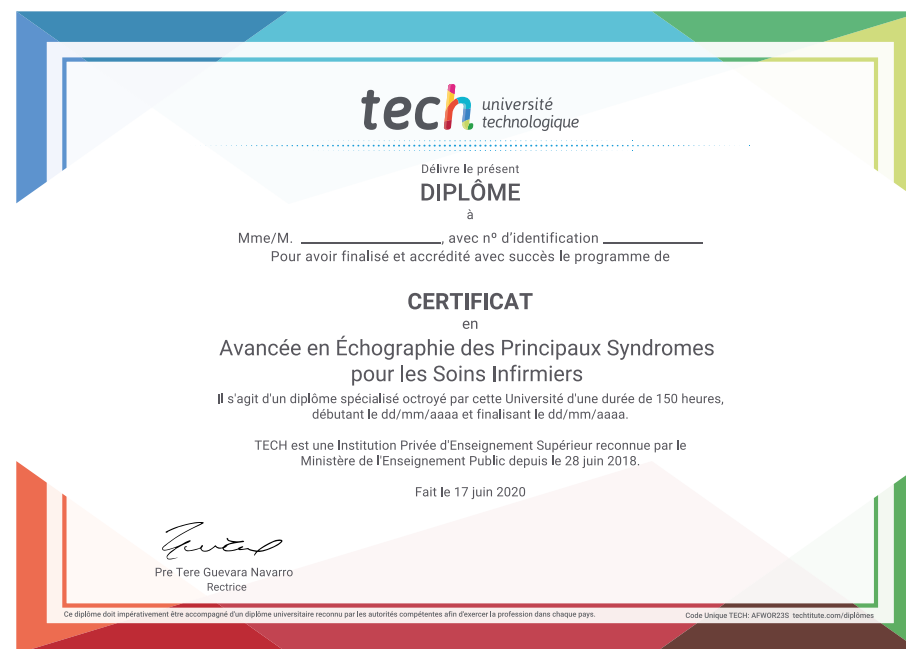 tech université
technologique
Délivre le présent
DIPLÔME
à
Mme/M. ____________________, avec nº d'identification ______________
Pour avoir finalisé et accrédité avec succès le programme de
CERTIFICAT
en
Avancée en Échographie des Principaux Syndromes
pour les Soins Infirmiers
Il s'agit d'un diplôme spécialisé octroyé par cette Université d'une durée de 150 heures,
débutant le dd/mm/aaaa et finalisant le dd/mm/aaaa.
TECH est une Institution Privée d'Enseignement Supérieur reconnue par le
Ministère de l'Enseignement Public depuis le 28 juin 2018.
Fait le 17 juin 2020
Pre Tere Guevara Navarro
Rectrice
Ce diplôme doit impérativement être accompagné d'un diplôme universitaire reconnu par les autorités compétentes afin d'exercer la profession dans chaque pays.
Code Unique TECH: AFWOR23S techtitute.com/diplômes